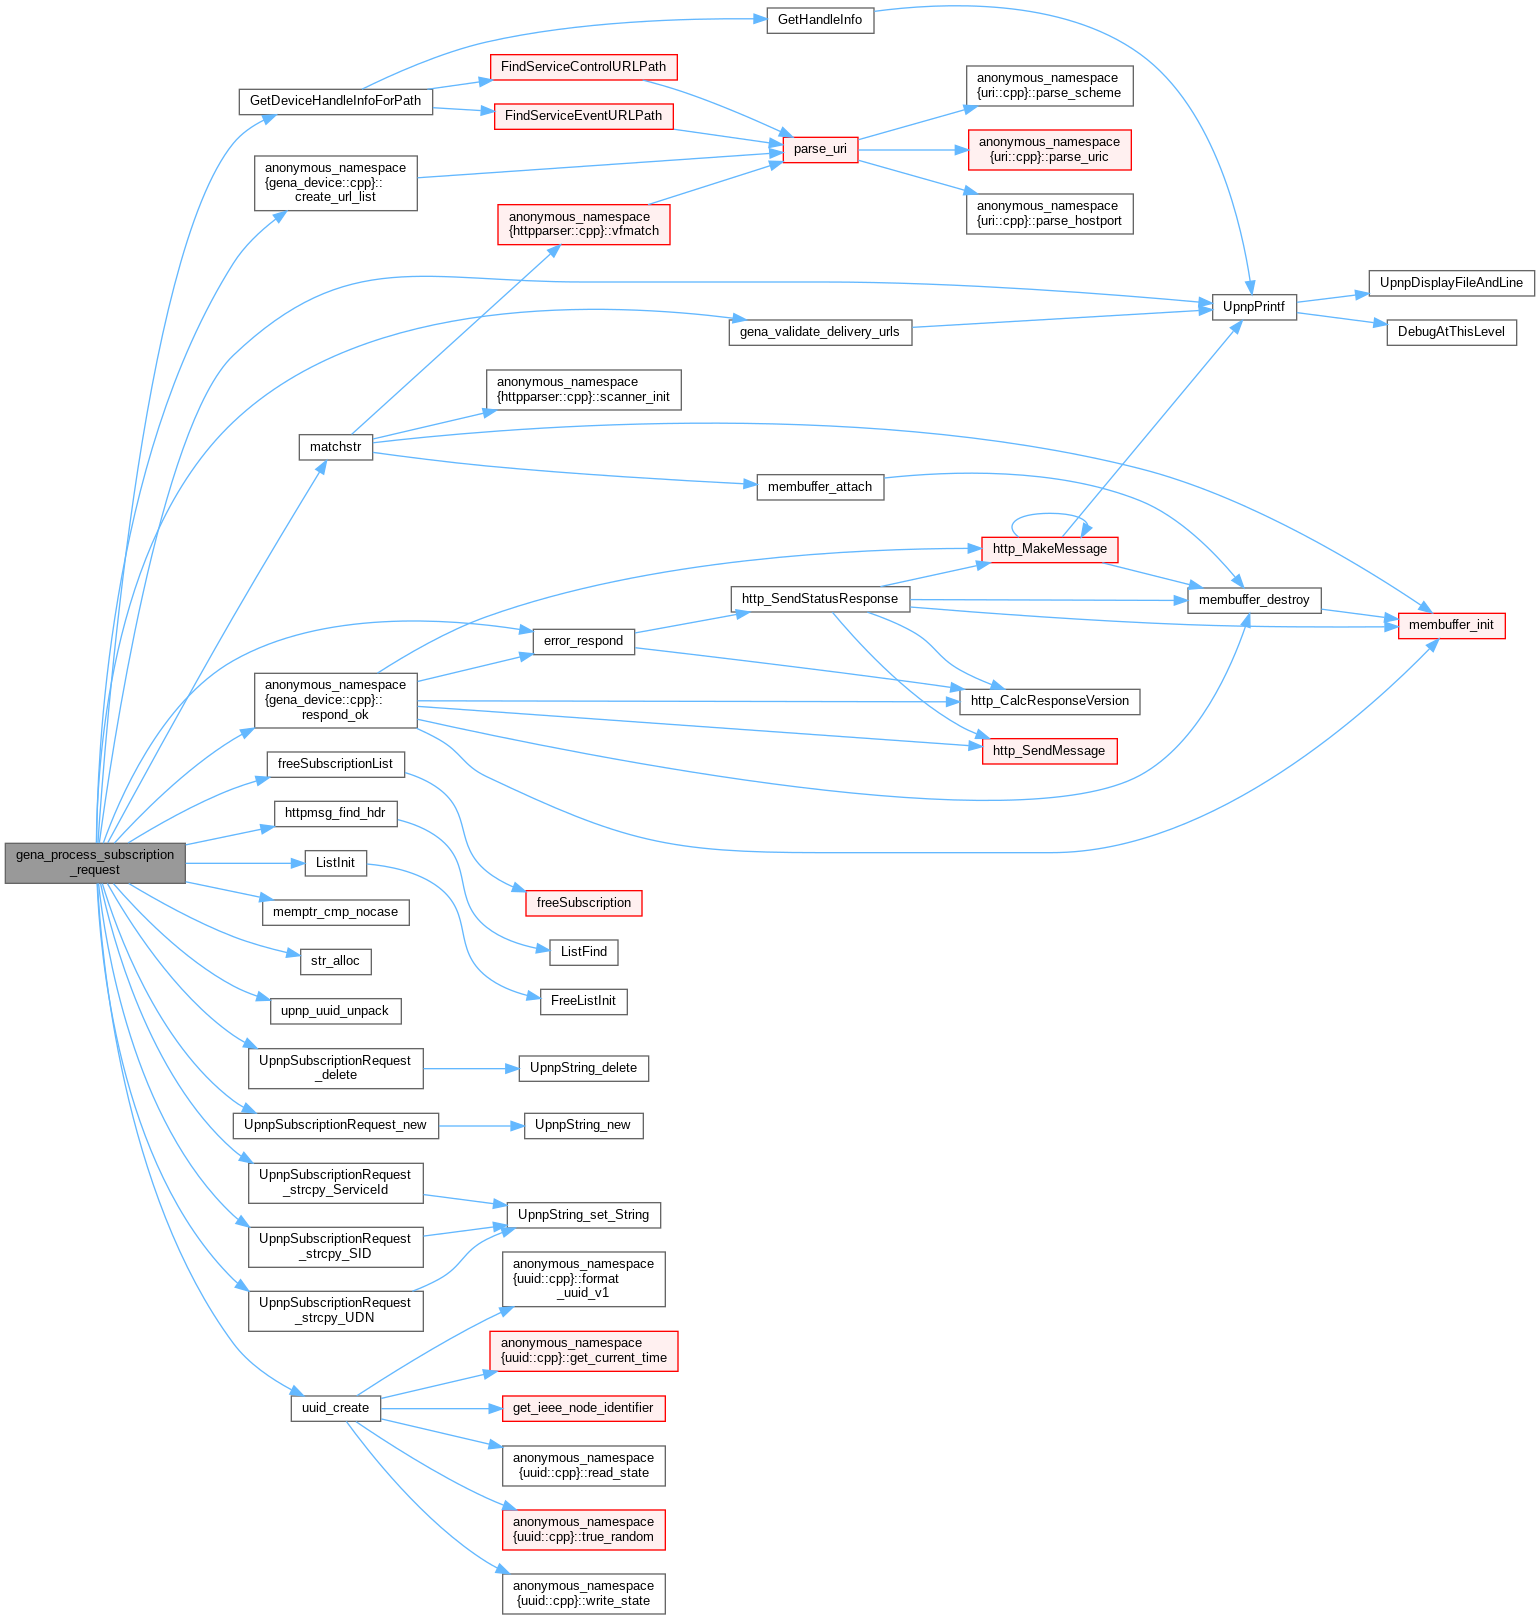 gena_process_subscription
_request
GetDeviceHandleInfoForPath
GetHandleInfo
FindServiceControlURLPath
FindServiceEventURLPath
anonymous_namespace
{gena_device::cpp}::
create_url_list
anonymous_namespace
{httpparser::cpp}::vfmatch
parse_uri
anonymous_namespace
{uri::cpp}::parse_scheme
anonymous_namespace
{uri::cpp}::parse_uric
anonymous_namespace
{uri::cpp}::parse_hostport
UpnpPrintf
UpnpDisplayFileAndLine
DebugAtThisLevel
gena_validate_delivery_urls
matchstr
anonymous_namespace
{httpparser::cpp}::scanner_init
membuffer_attach
http_MakeMessage
http_SendStatusResponse
membuffer_destroy
membuffer_init
error_respond
anonymous_namespace
{gena_device::cpp}::
respond_ok
http_CalcResponseVersion
http_SendMessage
freeSubscriptionList
httpmsg_find_hdr
ListInit
memptr_cmp_nocase
freeSubscription
str_alloc
ListFind
upnp_uuid_unpack
FreeListInit
UpnpSubscriptionRequest
_delete
UpnpString_delete
UpnpSubscriptionRequest_new
UpnpString_new
UpnpSubscriptionRequest
_strcpy_ServiceId
UpnpString_set_String
UpnpSubscriptionRequest
_strcpy_SID
UpnpSubscriptionRequest
_strcpy_UDN
anonymous_namespace
{uuid::cpp}::format
_uuid_v1
anonymous_namespace
{uuid::cpp}::get_current_time
uuid_create
get_ieee_node_identifier
anonymous_namespace
{uuid::cpp}::read_state
anonymous_namespace
{uuid::cpp}::true_random
anonymous_namespace
{uuid::cpp}::write_state